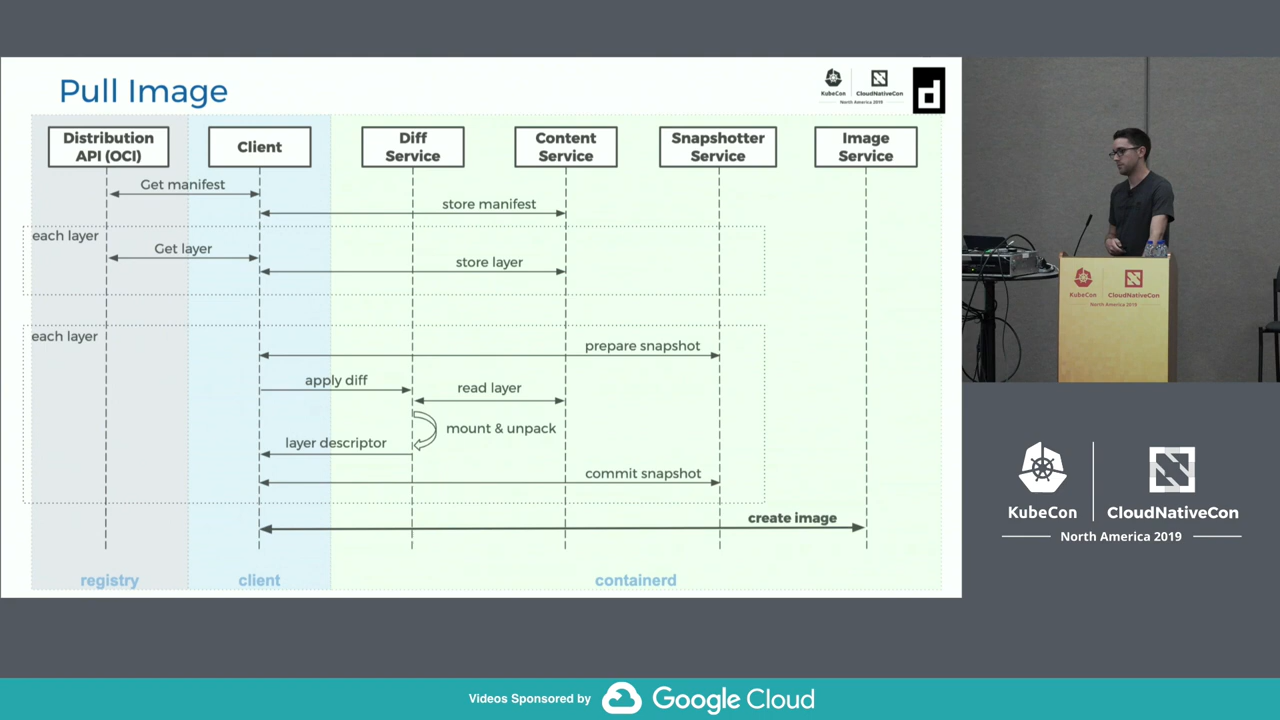 Pull Image
KubeCon
CloudNativeCon
North America 2019
d
Distribution
API (OCI)
Client
Diff
Service
Content
Service
Snapshotter
Service
Image
Service
Get manifest
store manifest
each layer
Get layer
store layer
each layer
prepare snapshot
apply diff
read layer
mount & unpack
layer descriptor
commit snapshot
create image
registry
client
containerd
KubeCon
CloudNativeCon
North America 2019
KubeCon
CloudNativeCon
North America 2019
Videos Sponsored by
Google Cloud